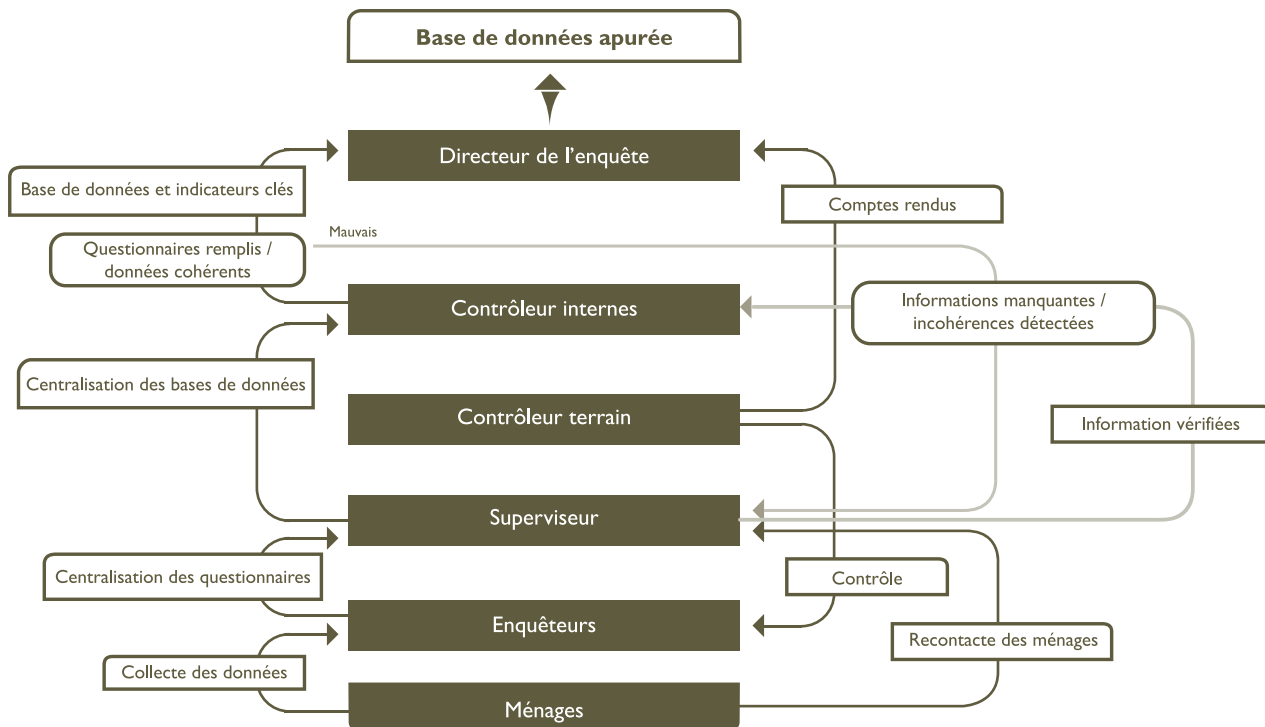 Base de données apurée
Directeur de l'enquête
Base de données et indicateurs clés
Comptes rendus
Mauvais
Questionnaires remplis /
données cohérents
Contrôleur internes
Informations manquantes /
incohérences détectées
Centralisation des bases de données
Contrôleur terrain
Information vérifiées
Superviseur
Centralisation des questionnaires
Contrôle
Enquêteurs
Recontacte des ménages
Collecte des données
Ménages